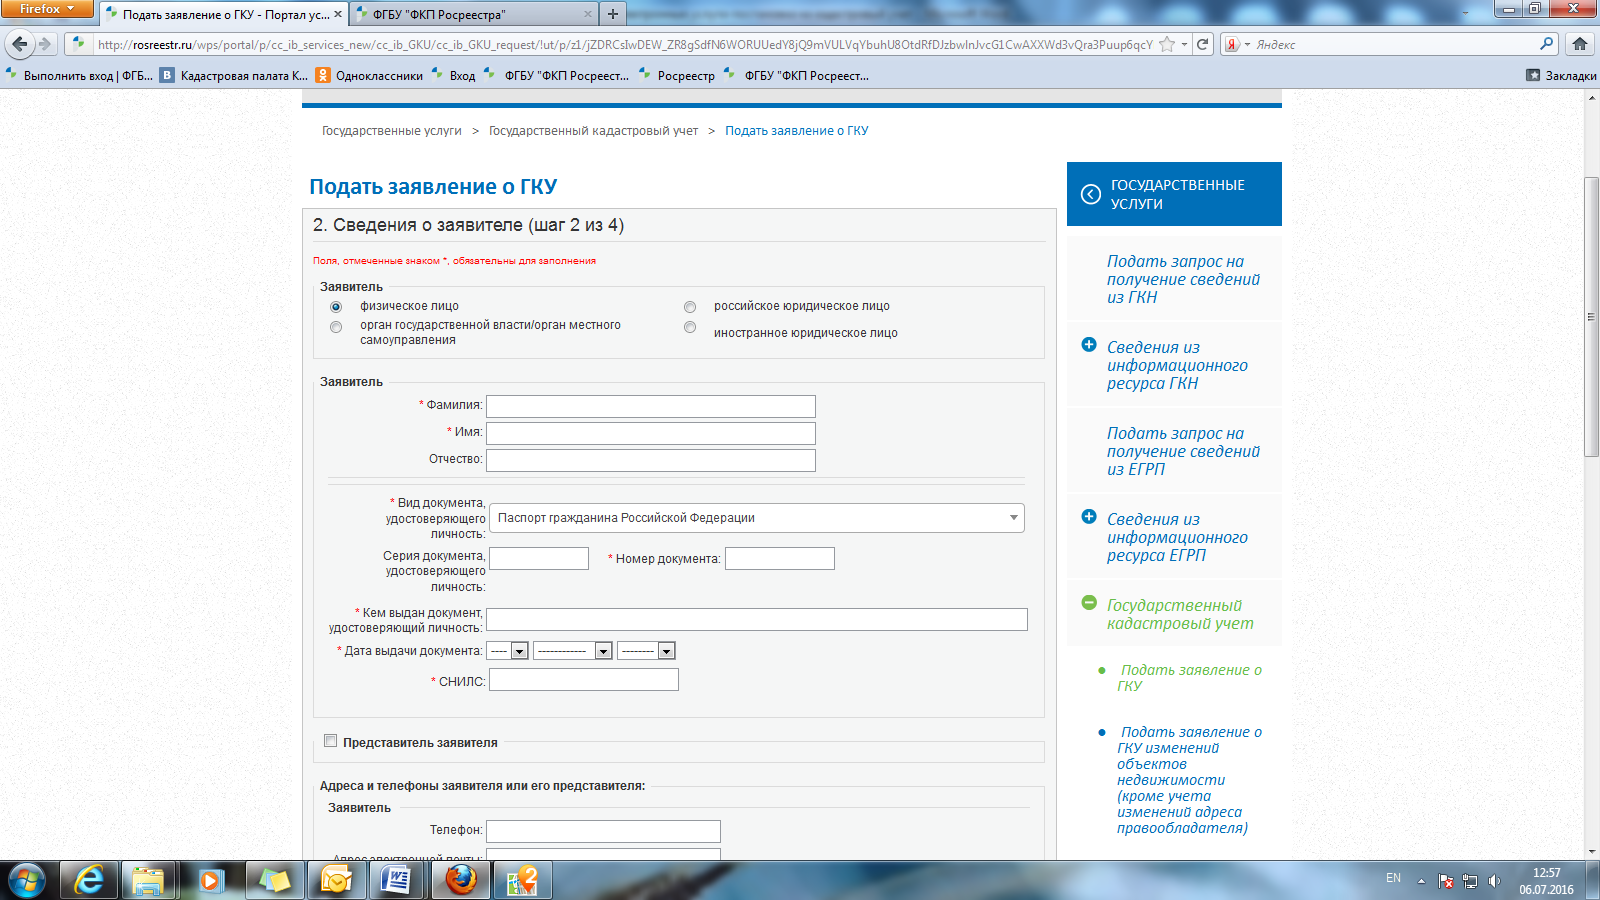 Firefox
Подать заявление о ГКУ - Портал ус...
ФГБУ "ФКП Росреестра"
http://rosreestr.ru/wps/portal/p/cc_ib_services_new/cc_ib_GKU/cc_ib_GKU_request/!ut/p/z1/jZDRCsIwDEW_ZR8gSdfN6WORUUedY8jQ9mVULVqYbuhU8OtdRfDJzbwlnJvcG1CwAXXWd3vQra3Puup6qcY
Яндекс
Выполнить вход | ФГБ...
Кадастровая палата К...
Одноклассники
Вход
ФГБУ "ФКП Росреест...
Росреестр
ФГБУ "ФКП Росреест...
Закладки
Государственные услуги > Государственный кадастровый учет > Подать заявление о ГКУ
Подать заявление о ГКУ
2. Сведения о заявителе (шаг 2 из 4)
Поля, отмеченные знаком *, обязательны для заполнения
Заявитель
физическое лицо
российское юридическое лицо
орган государственной власти/орган местного
самоуправления
иностранное юридическое лицо
Заявитель
* Фамилия:
* Имя:
Отчество:
* Вид документа,
удостоверяющего
личность:
Паспорт гражданина Российской Федерации
Серия документа,
удостоверяющего
личность:
* Номер документа:
* Кем выдан документ,
удостоверяющий личность:
* Дата выдачи документа:
---- ------------ --------
* СНИЛС:
Представитель заявителя
Адреса и телефоны заявителя или его представителя:
Заявитель
Телефон:
Адрес электронной почты:
ГОСУДАРСТВЕННЫЕ
УСЛУГИ
Подать запрос на
получение сведений
из ГКН
Сведения из
информационного
ресурса ГКН
Подать запрос на
получение сведений
из ЕГРП
Сведения из
информационного
ресурса ЕГРП
Государственный
кадастровый учет
Подать заявление о
ГКУ
Подать заявление о
ГКУ изменений
объектов
недвижимости
(кроме учета
изменений адреса
правообладателя)
EN
12:57
06.07.2016